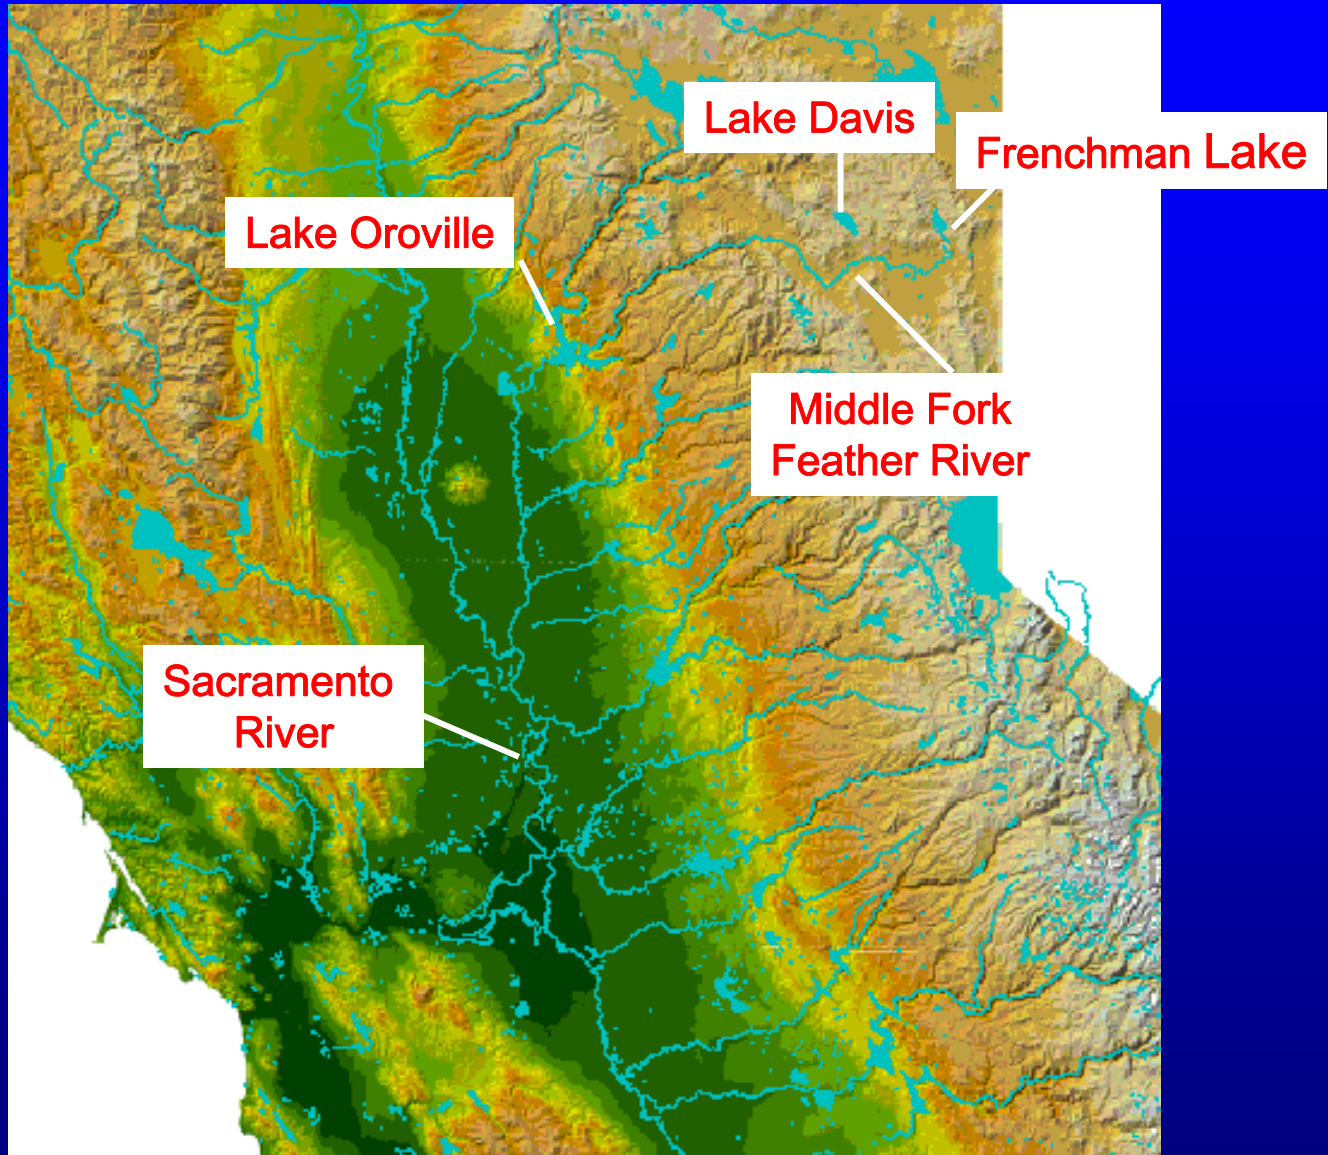 Lake Davis
Frenchman Lake
Lake Oroville
Middle Fork
Feather River
Sacramento
River